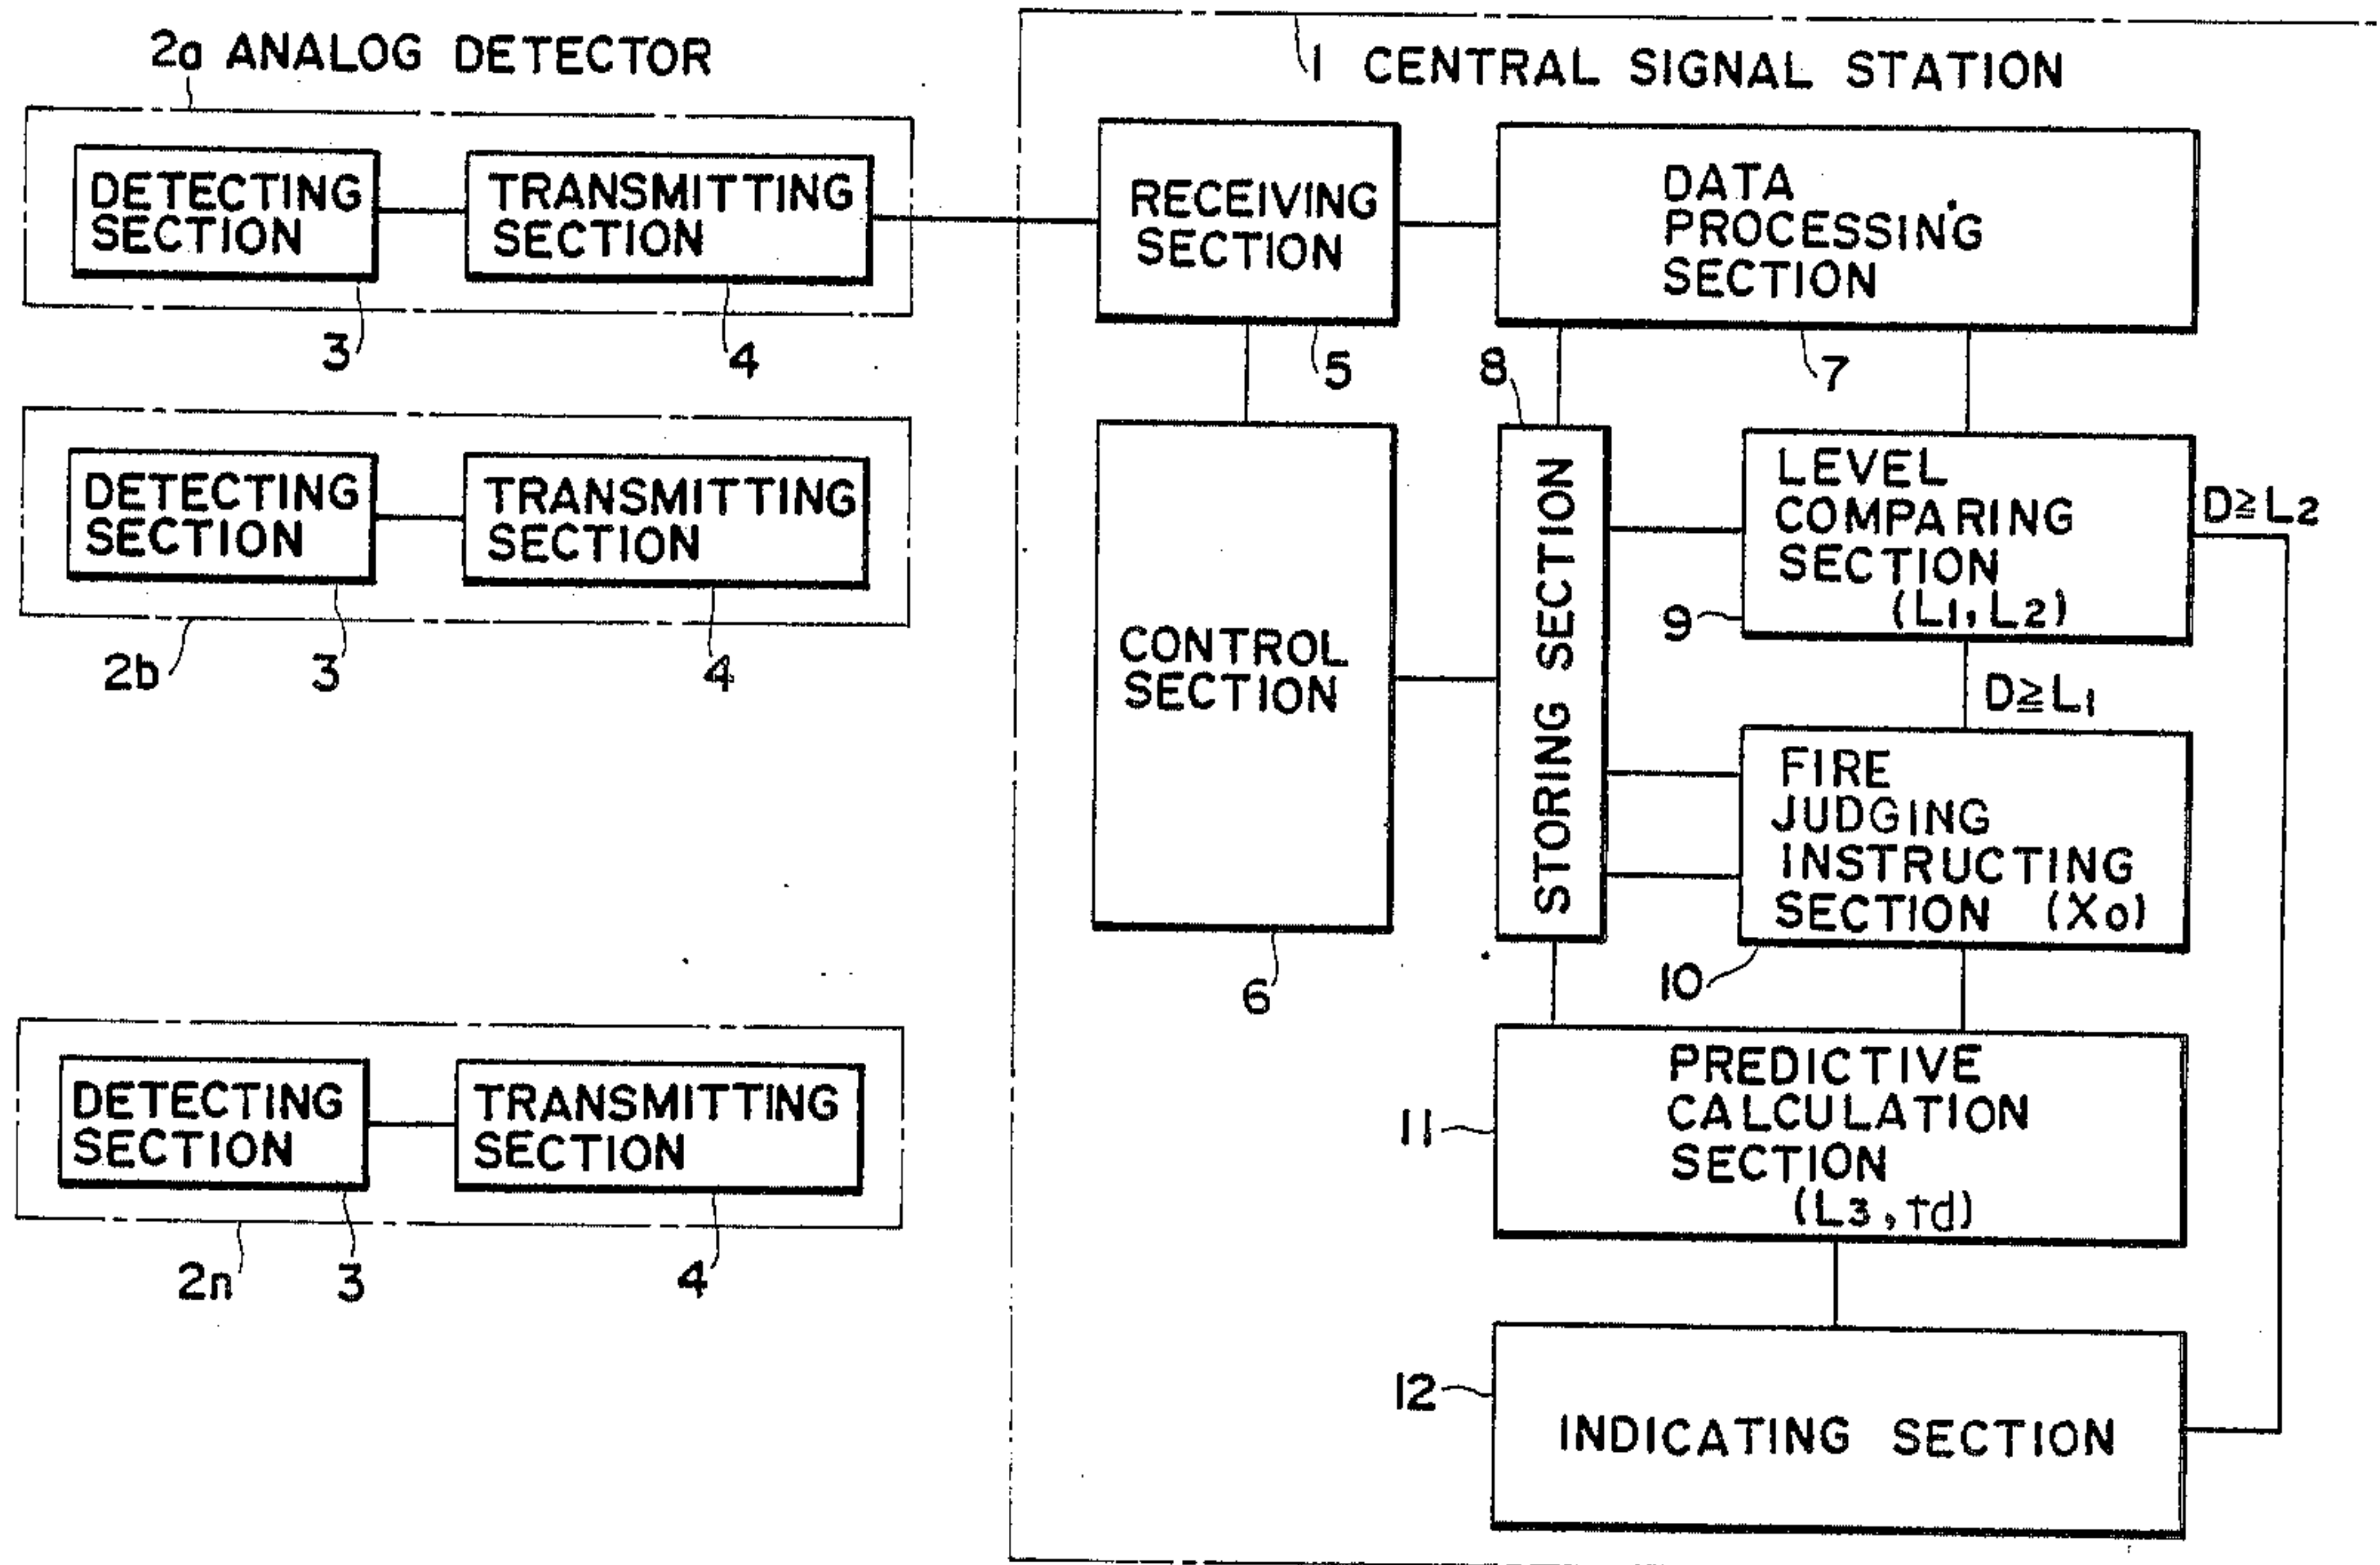 2a ANALOG DETECTOR
DETECTING
SECTION
TRANSMITTING
SECTION
3
4
DETECTING
SECTION
TRANSMITTING
SECTION
2b
3
4
DETECTING
SECTION
TRANSMITTING
SECTION
2n
3
4
1 CENTRAL SIGNAL STATION
RECEIVING
SECTION
5
DATA
PROCESSING
SECTION
7
8
CONTROL
SECTION
6
STORING SECTION
LEVEL
COMPARING
SECTION
(L1, L2)
9
D≧L2
D≧L1
FIRE
JUDGING
INSTRUCTING
SECTION (Xo)
10
PREDICTIVE
CALCULATION
SECTION
(L3, td)
11
12
INDICATING SECTION